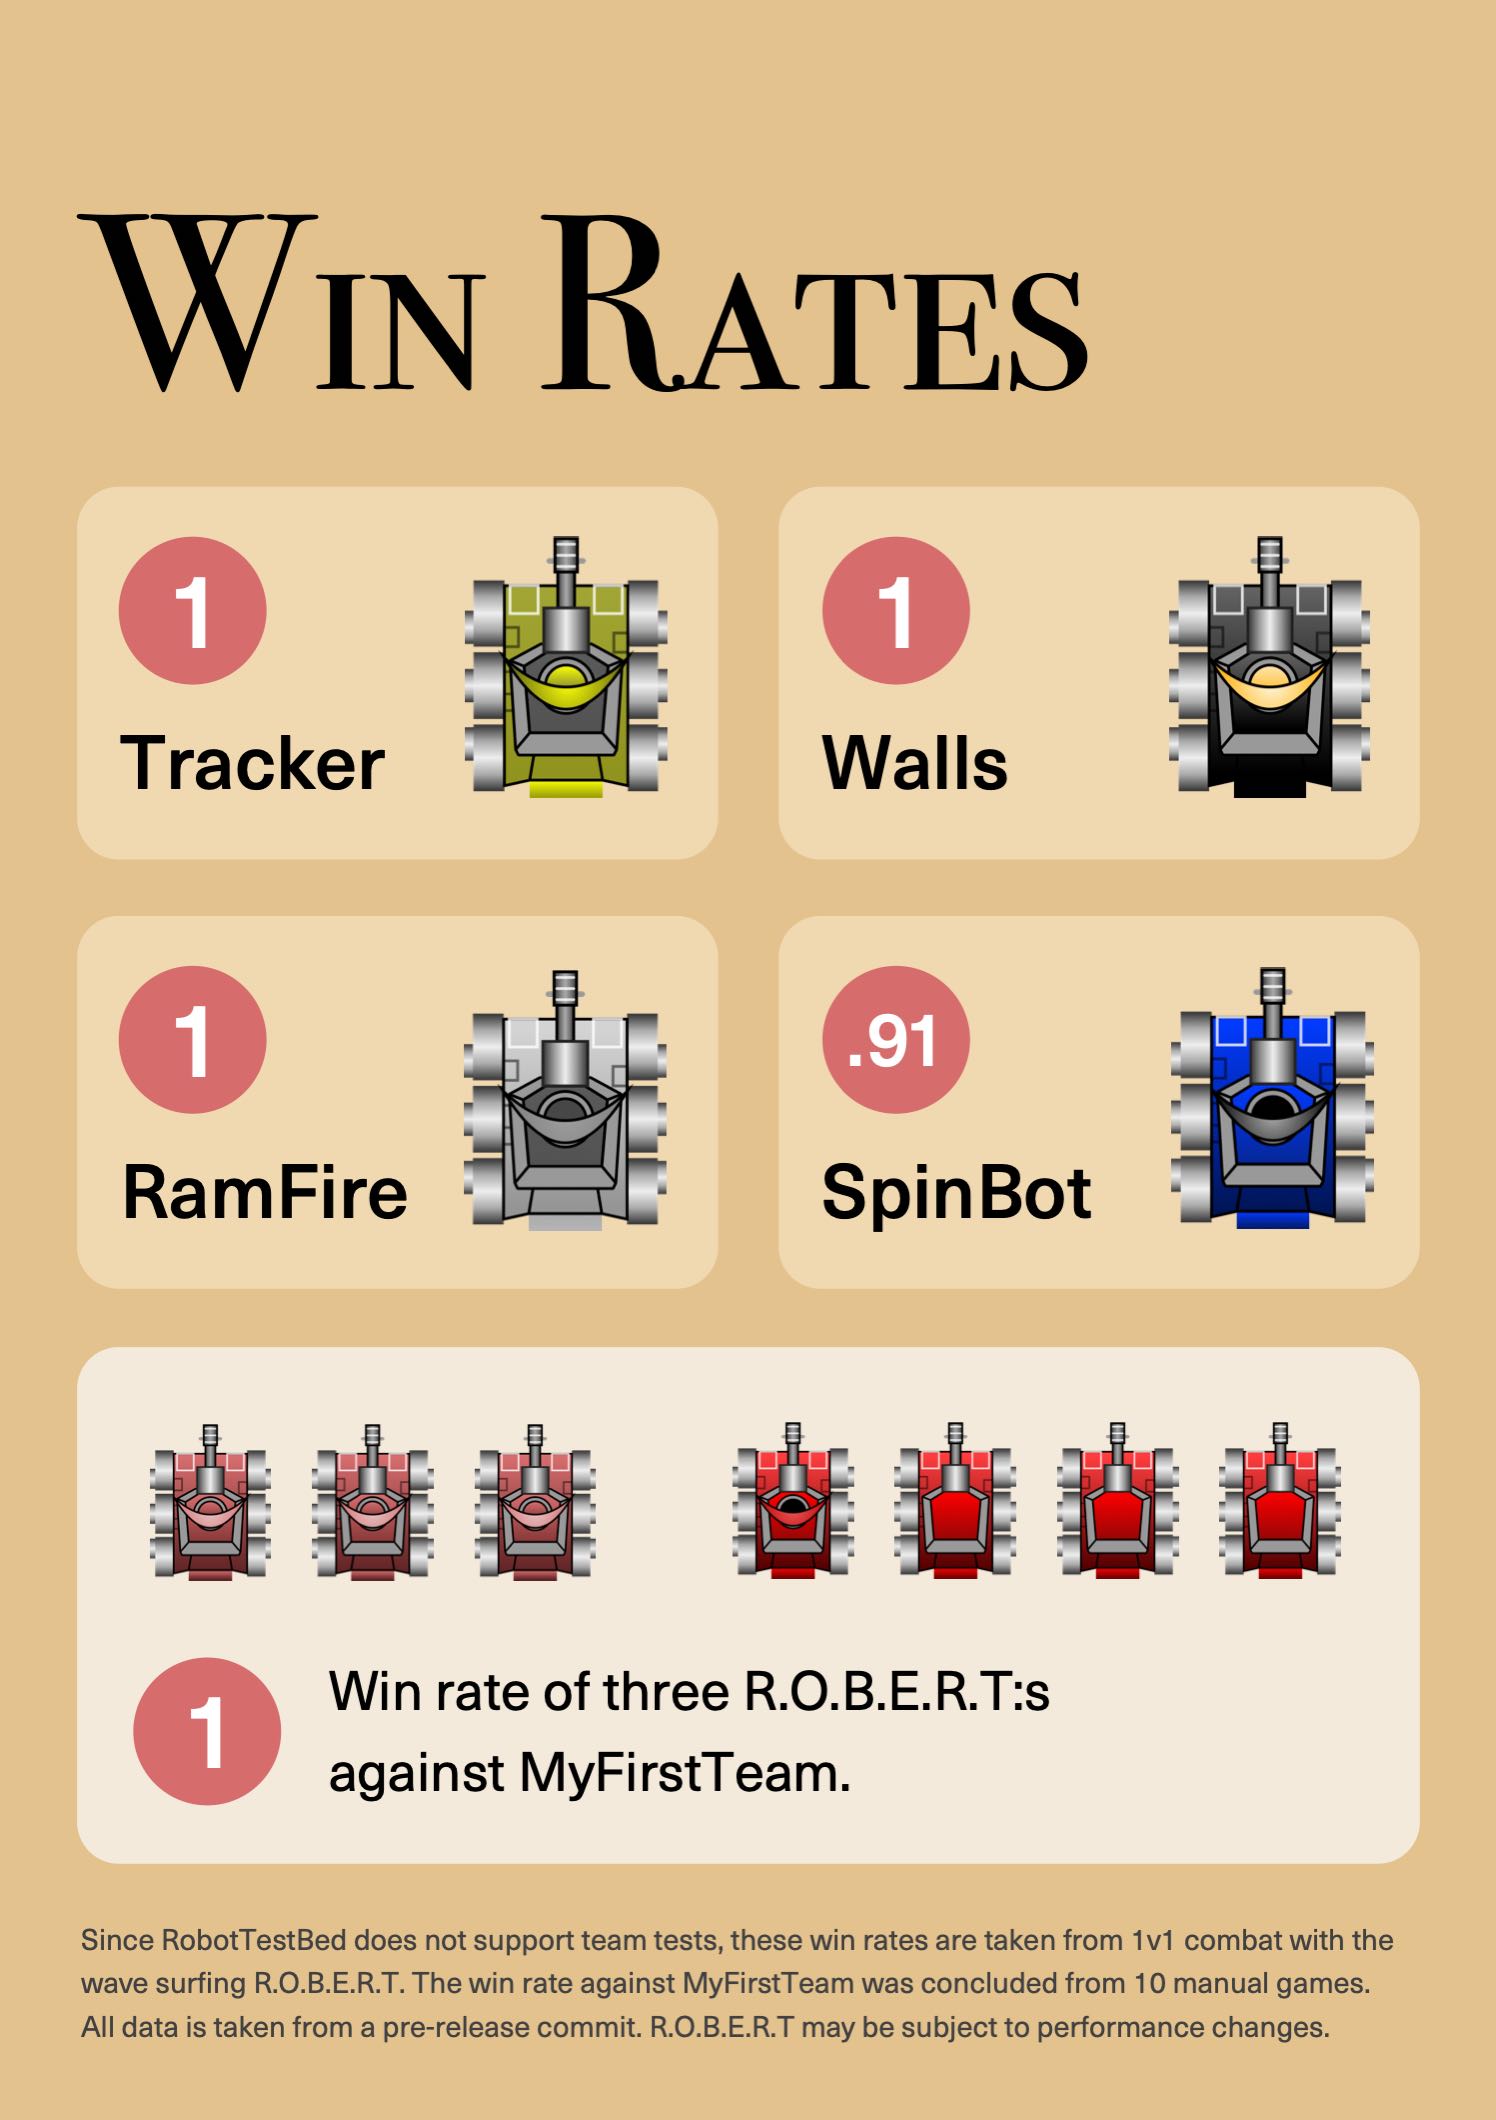 Win Rates
1
Tracker
1
Walls
1
RamFire
.91
SpinBot
1
Win rate of three R.O.B.E.R.T:s
against MyFirstTeam.
Since RobotTestBed does not support team tests, these win rates are taken from 1v1 combat with the
wave surfing R.O.B.E.R.T. The win rate against MyFirstTeam was concluded from 10 manual games.
All data is taken from a pre-release commit. R.O.B.E.R.T may be subject to performance changes.